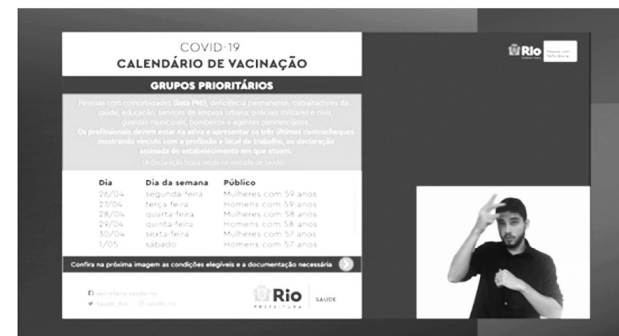 COVID-19
CALENDÁRIO DE VACINAÇÃO
GRUPOS PRIORITÁRIOS
Pessoas com comorbidades (lista PNI), deficiência permanente, trabalhadores da
saúde, educação, serviços de limpeza urbana, policiais militares e civis,
guardas municipais, bombeiros e agentes penitenciários.
Os profissionais devem estar na ativa e apresentar os três últimos contracheques
mostrando vínculo com a profissão e local de trabalho, ou declaração
assinada do estabelecimento em que atuam.
Dia Dia da semana Público
26/04 segunda-feira Mulheres com 59 anos
27/04 terça-feira Homens com 59 anos
28/04 quarta-feira Mulheres com 58 anos
29/04 quinta-feira Homens com 58 anos
30/04 sexta-feira Mulheres com 57 anos
1/05 sábado Homens com 57 anos
Confira na próxima imagem as condições elegíveis e a documentação necessária
Rio
PREFEITURA
SAÚDE
Rio
Pessoa com
Deficiência